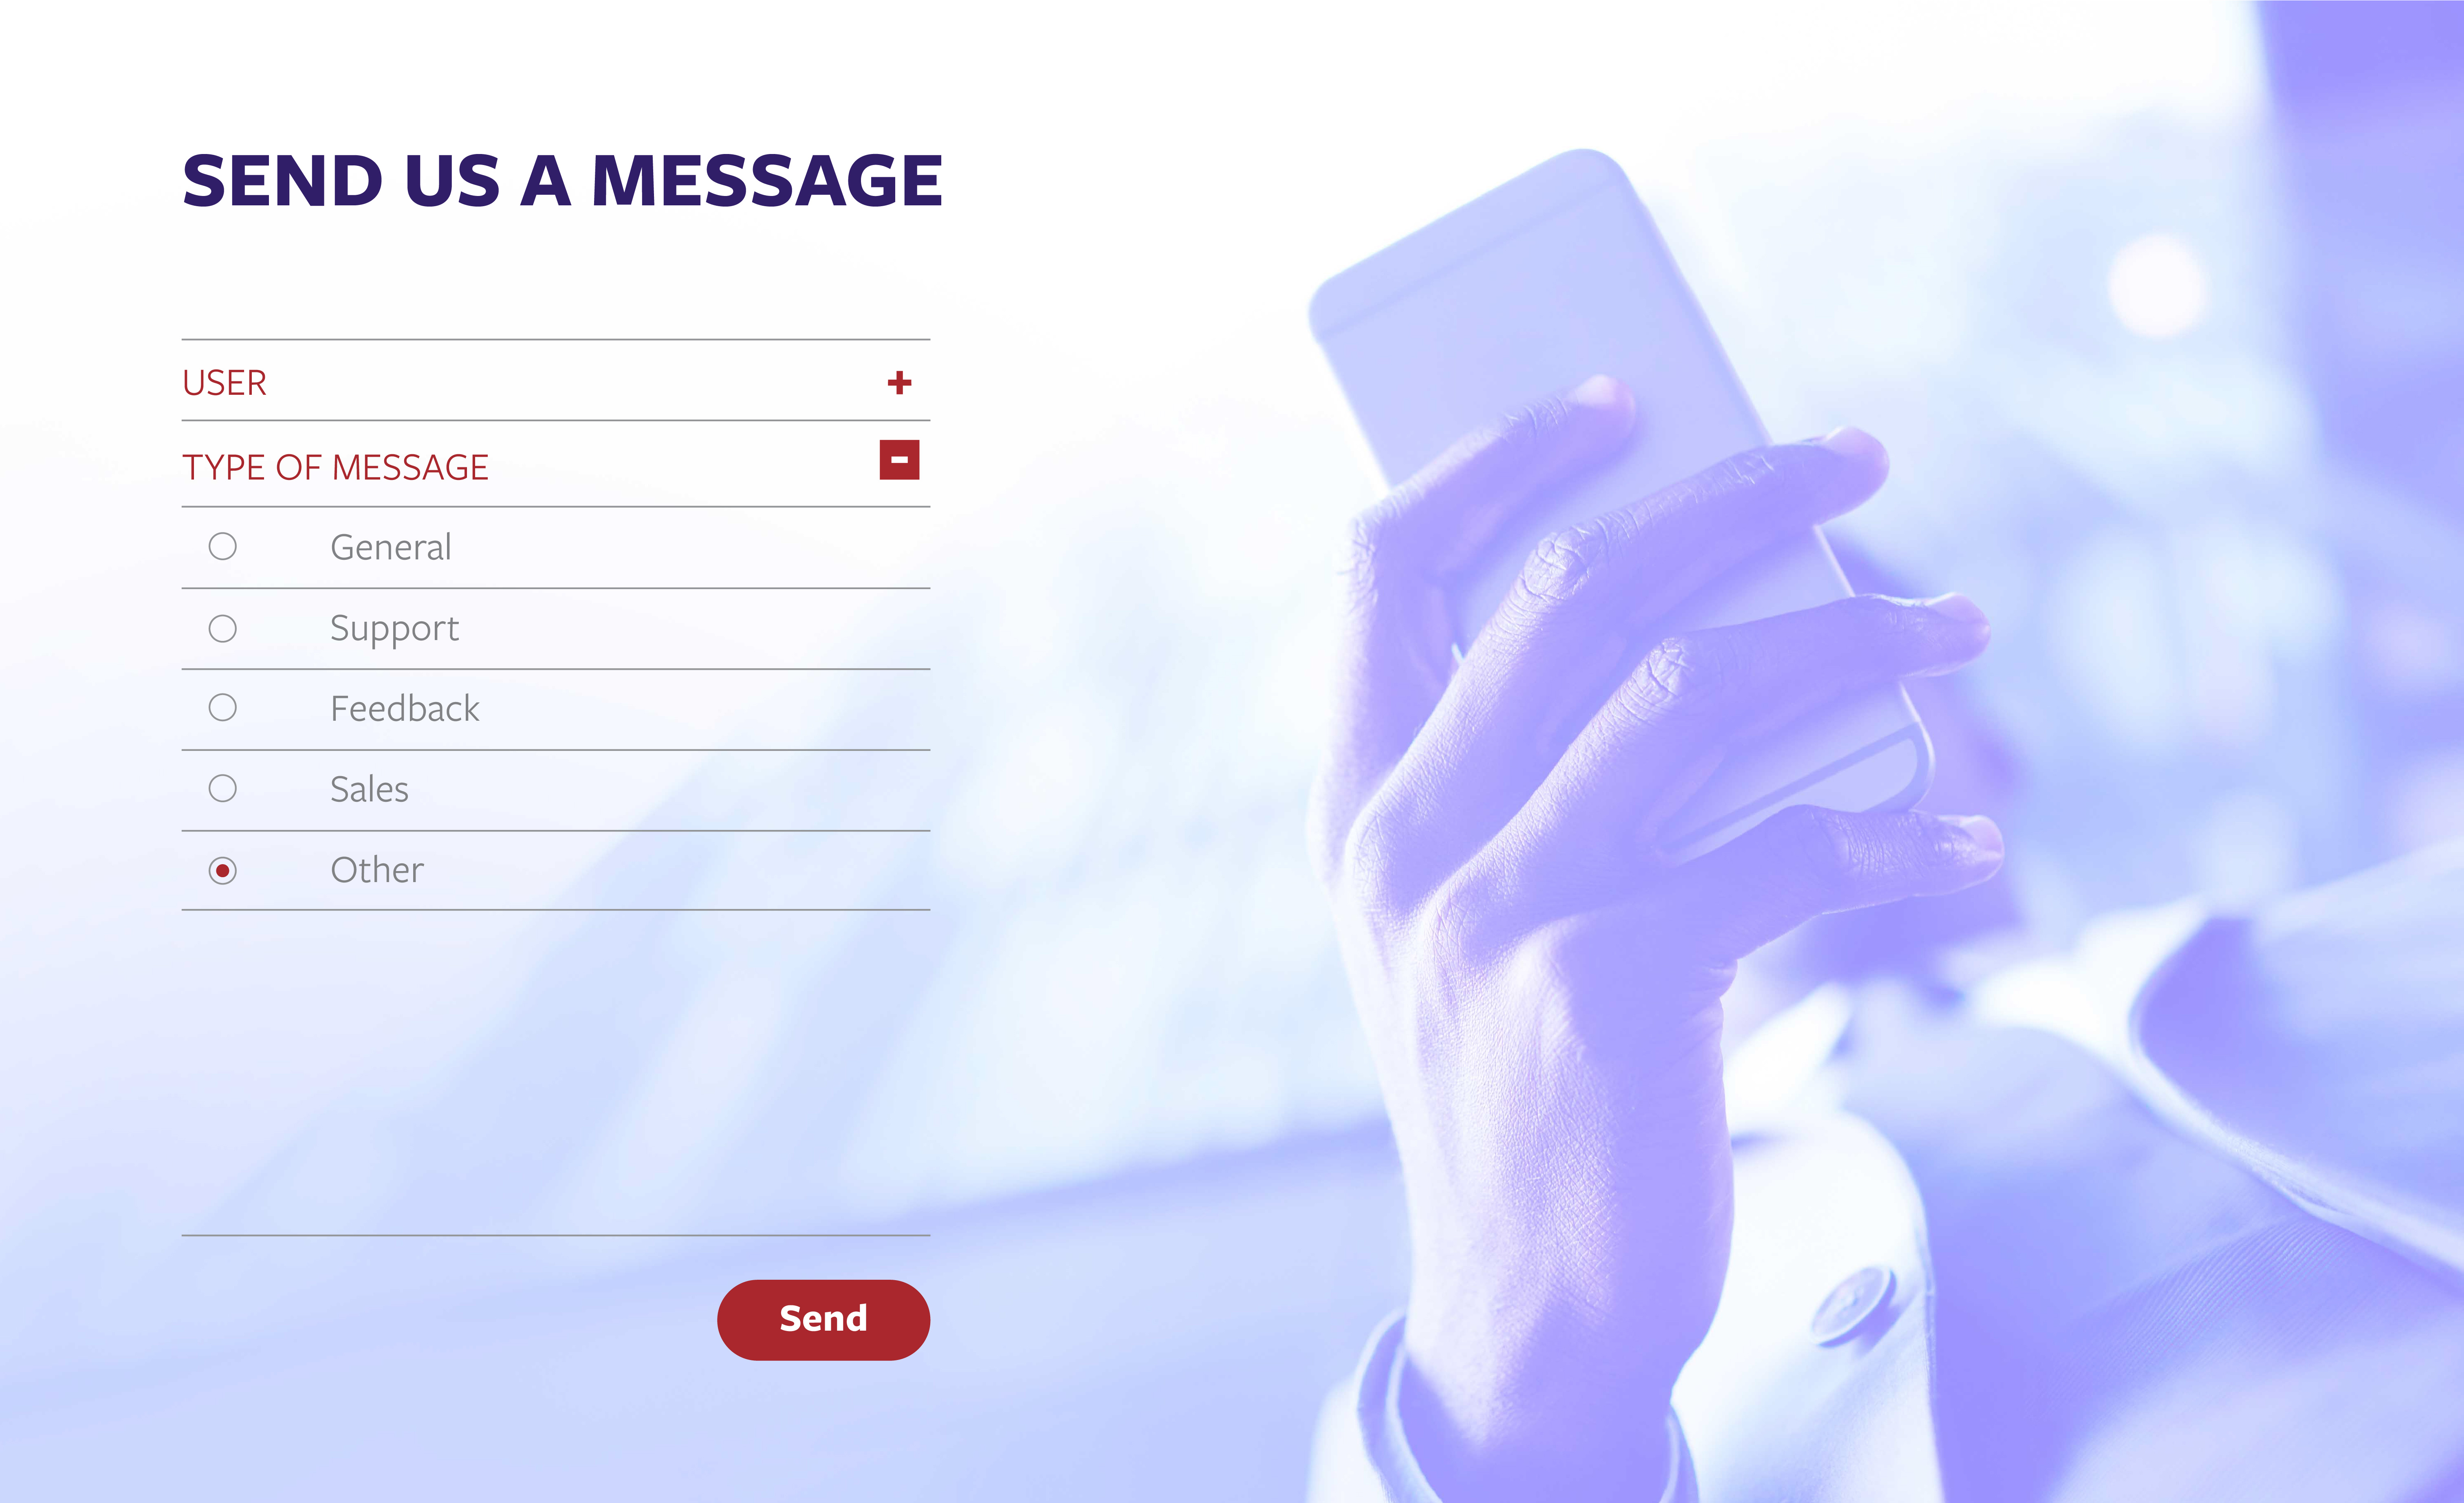 SEND US A MESSAGE
USER +
TYPE OF MESSAGE -
General
Support
Feedback
Sales
Other
Send